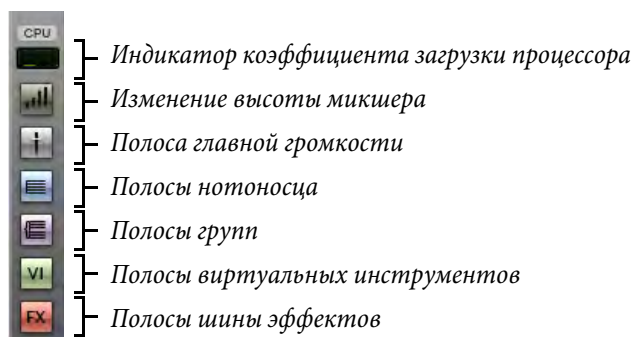 CPU
Индикатор коэффициента загрузки процессора
Изменение высоты микшера
Полоса главной громкости
Полосы нотоносца
Полосы групп
VI Полосы виртуальных инструментов
FX Полосы шины эффектов